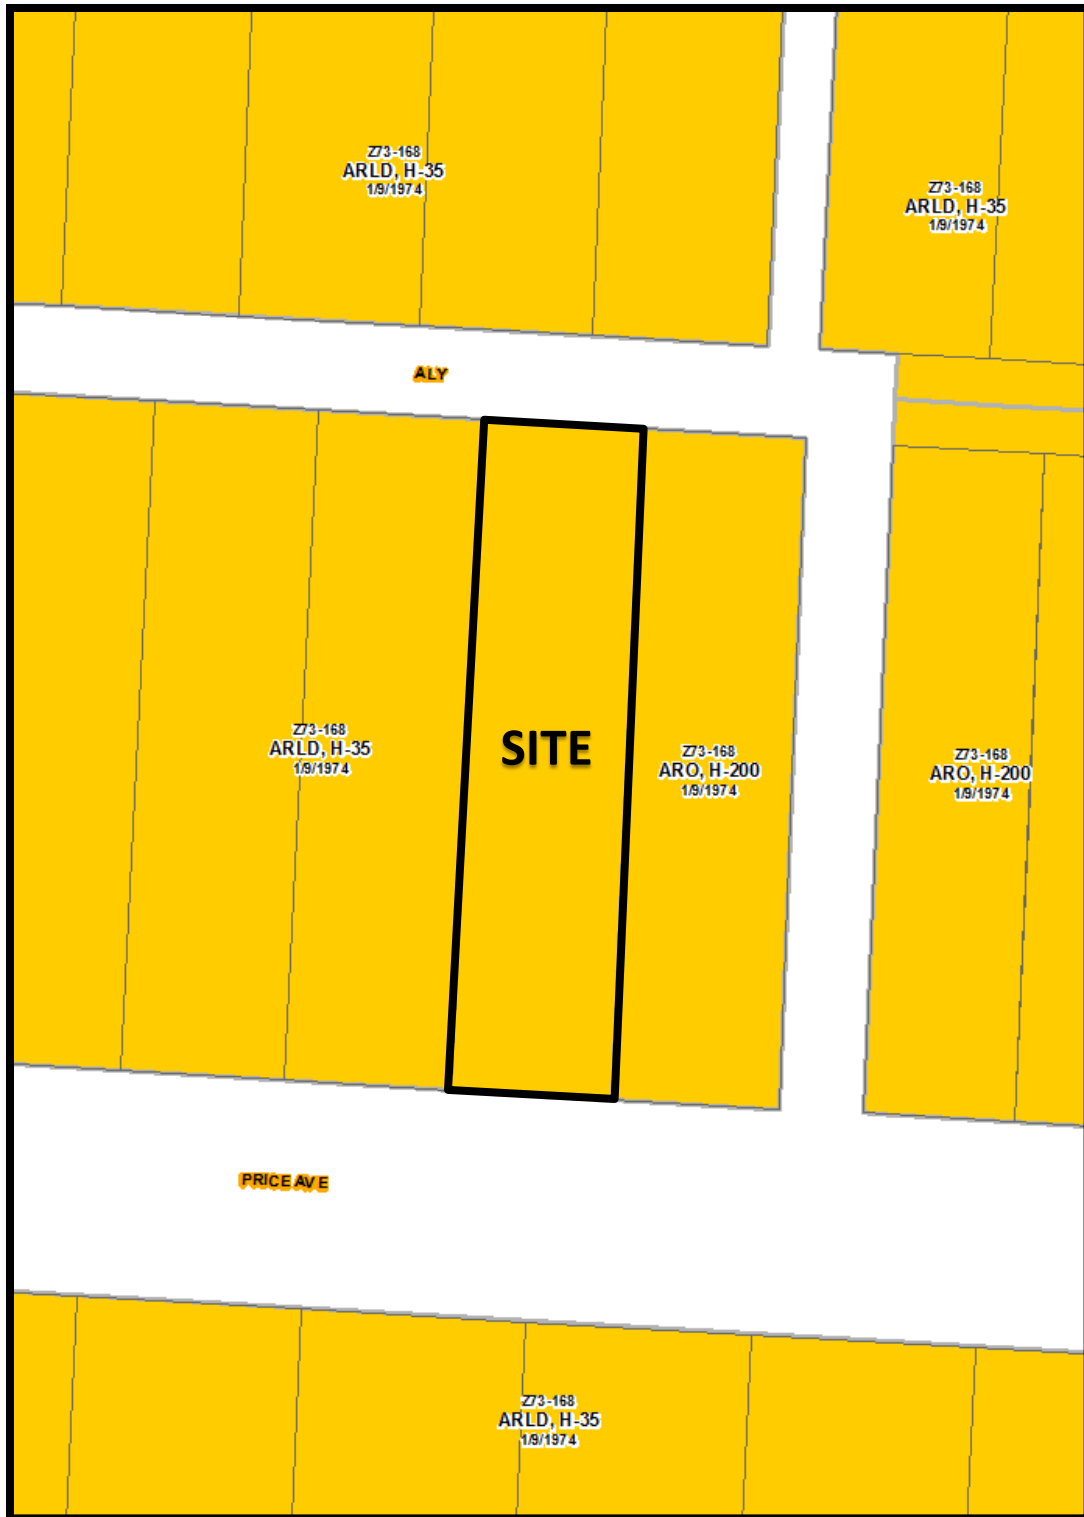 Z73-168
ARLD, H-35
1/9/1974
Z73-168
ARLD, H-35
1/9/1974
ALY
Z73-168
ARLD, H-35
1/9/1974
SITE
Z73-168
ARO, H-200
1/9/1974
Z73-168
ARO, H-200
1/9/1974
PRICE AVE
Z73-168
ARLD, H-35
1/9/1974